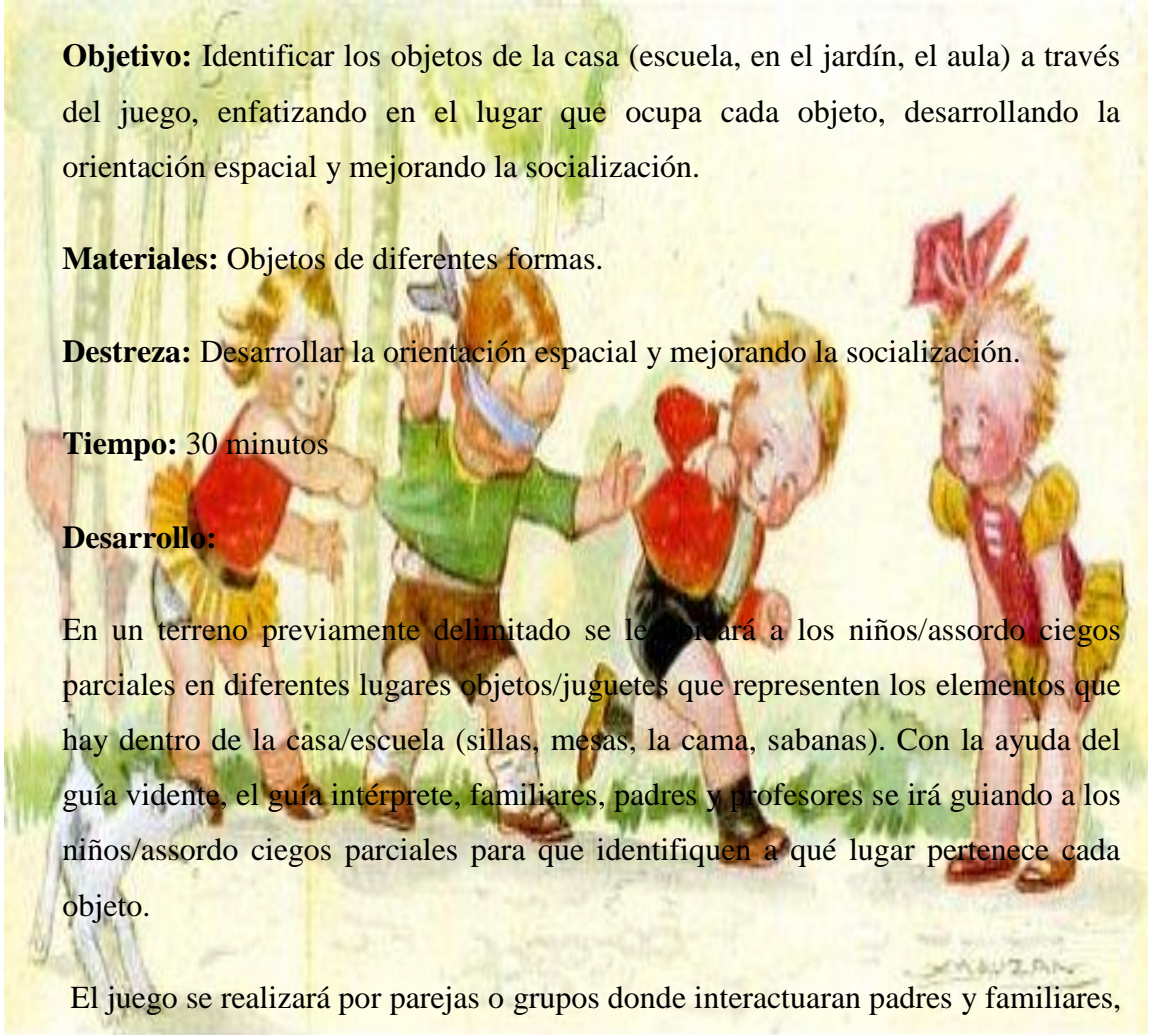 Objetivo: Identificar los objetos de la casa (escuela, en el jardín, el aula) a través
del juego, enfatizando en el lugar que ocupa cada objeto, desarrollando la
orientación espacial y mejorando la socialización.
Materiales: Objetos de diferentes formas.
Destreza: Desarrollar la orientación espacial y mejorando la socialización.
Tiempo: 30 minutos
Desarrollo:
En un terreno previamente delimitado se le ubicará a los niños/assordo ciegos
parciales en diferentes lugares objetos/juguetes que representen los elementos que
hay dentro de la casa/escuela (sillas, mesas, la cama, sabanas). Con la ayuda del
guía vidente, el guía intérprete, familiares, padres y profesores se irá guiando a los
niños/assordo ciegos parciales para que identifiquen a qué lugar pertenece cada
objeto.
El juego se realizará por parejas o grupos donde interactuaran padres y familiares,